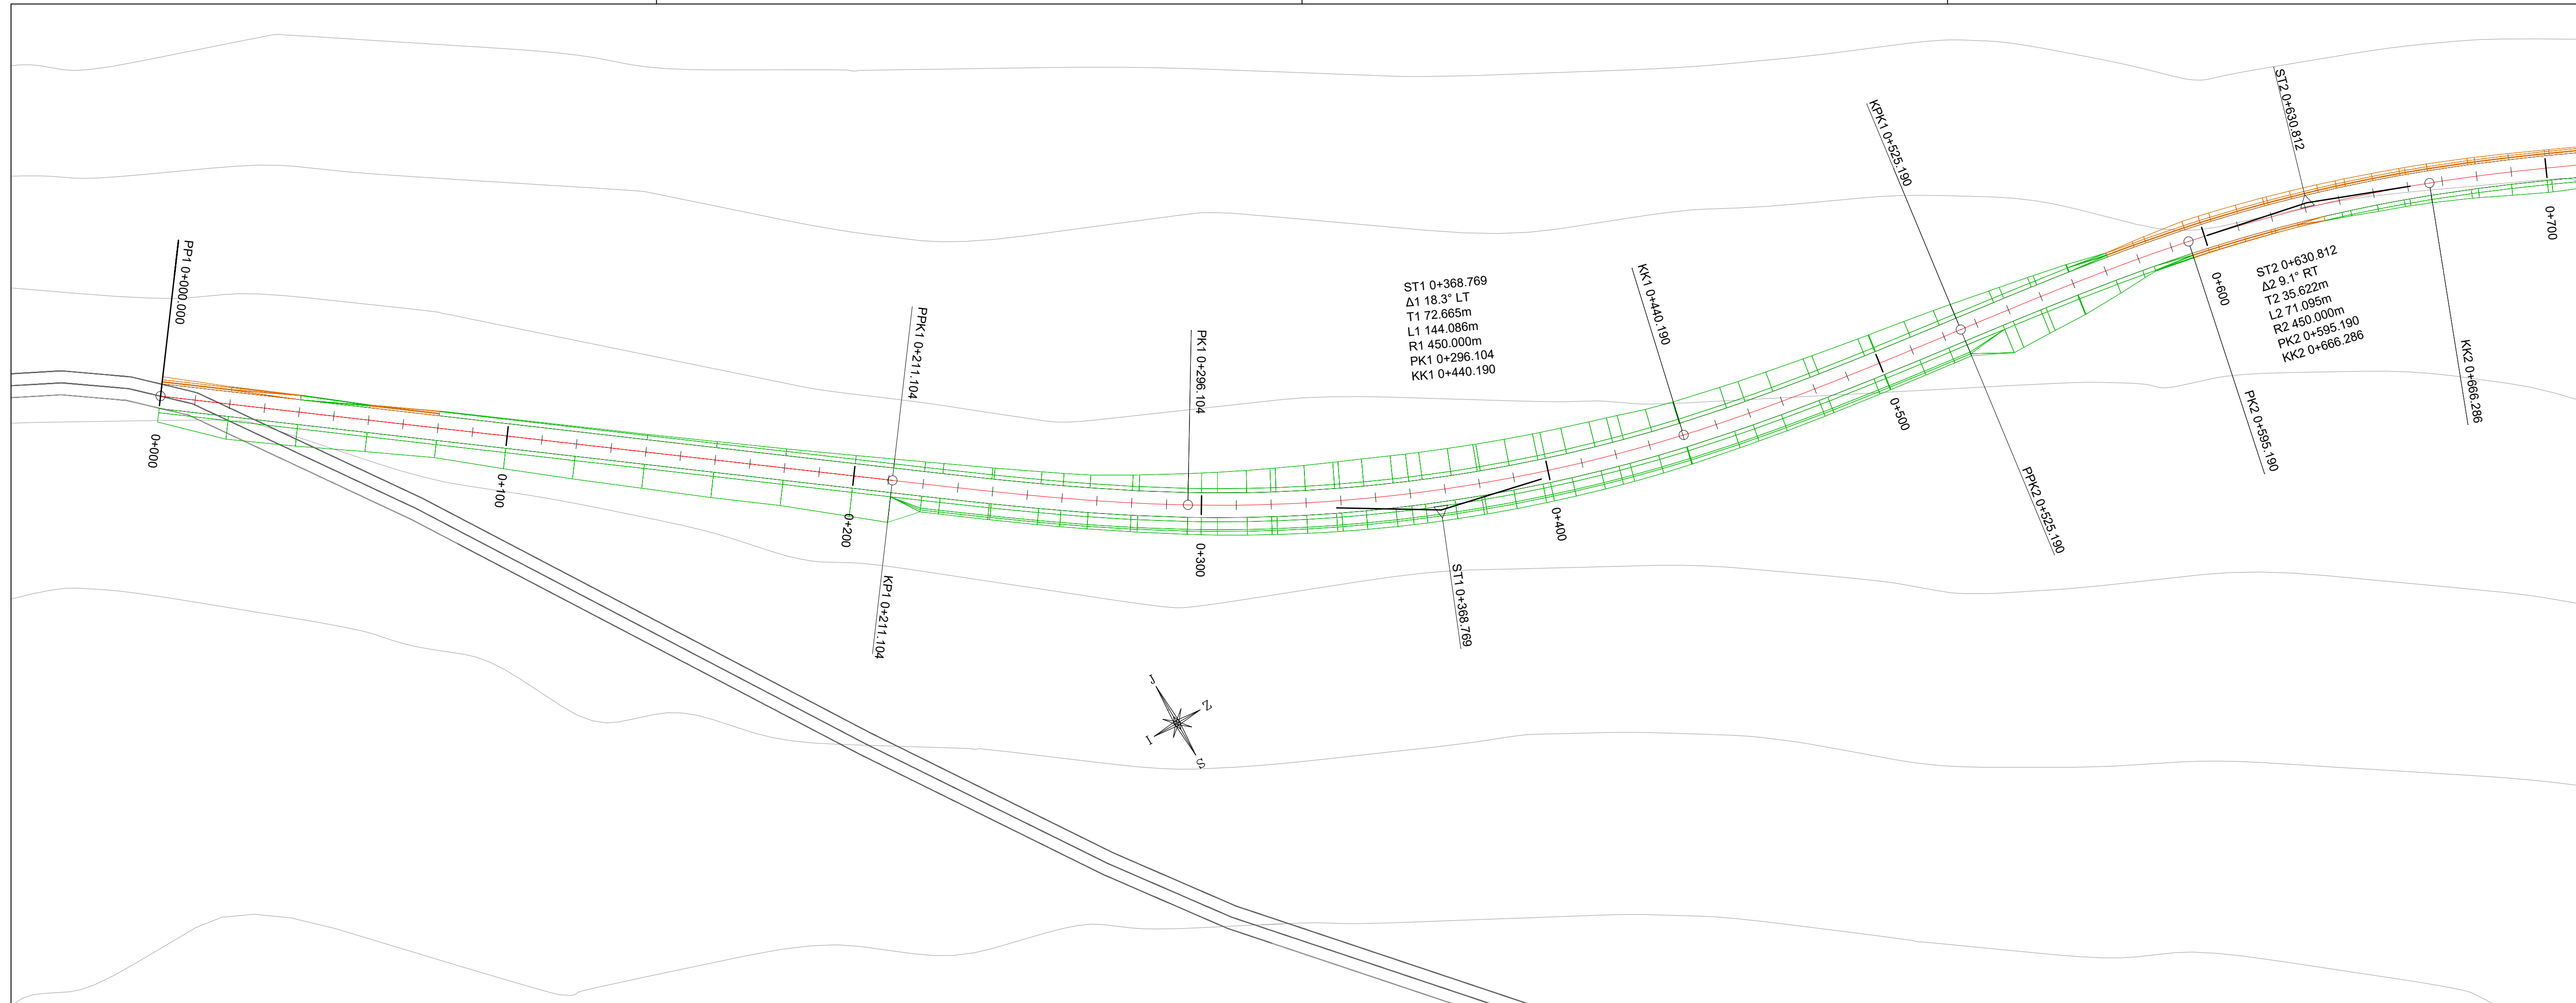 PP1 0+000.000
0+000
0+100
0+200
PPK1 0+211.104
KP1 0+211.104
PK1 0+296.104
0+300
ST1 0+368.769
Δ1 18.3° LT
T1 72.665m
L1 144.086m
R1 450.000m
PK1 0+296.104
KK1 0+440.190
ST1 0+368.769
0+400
KK1 0+440.190
0+500
KPK1 0+525.190
PPK2 0+525.190
PK2 0+595.190
0+600
ST2 0+630.812
ST2 0+630.812
Δ2 9.1° RT
T2 35.622m
L2 71.095m
R2 450.000m
PK2 0+595.190
KK2 0+666.286
KK2 0+666.286
0+700
J
Z
I
S